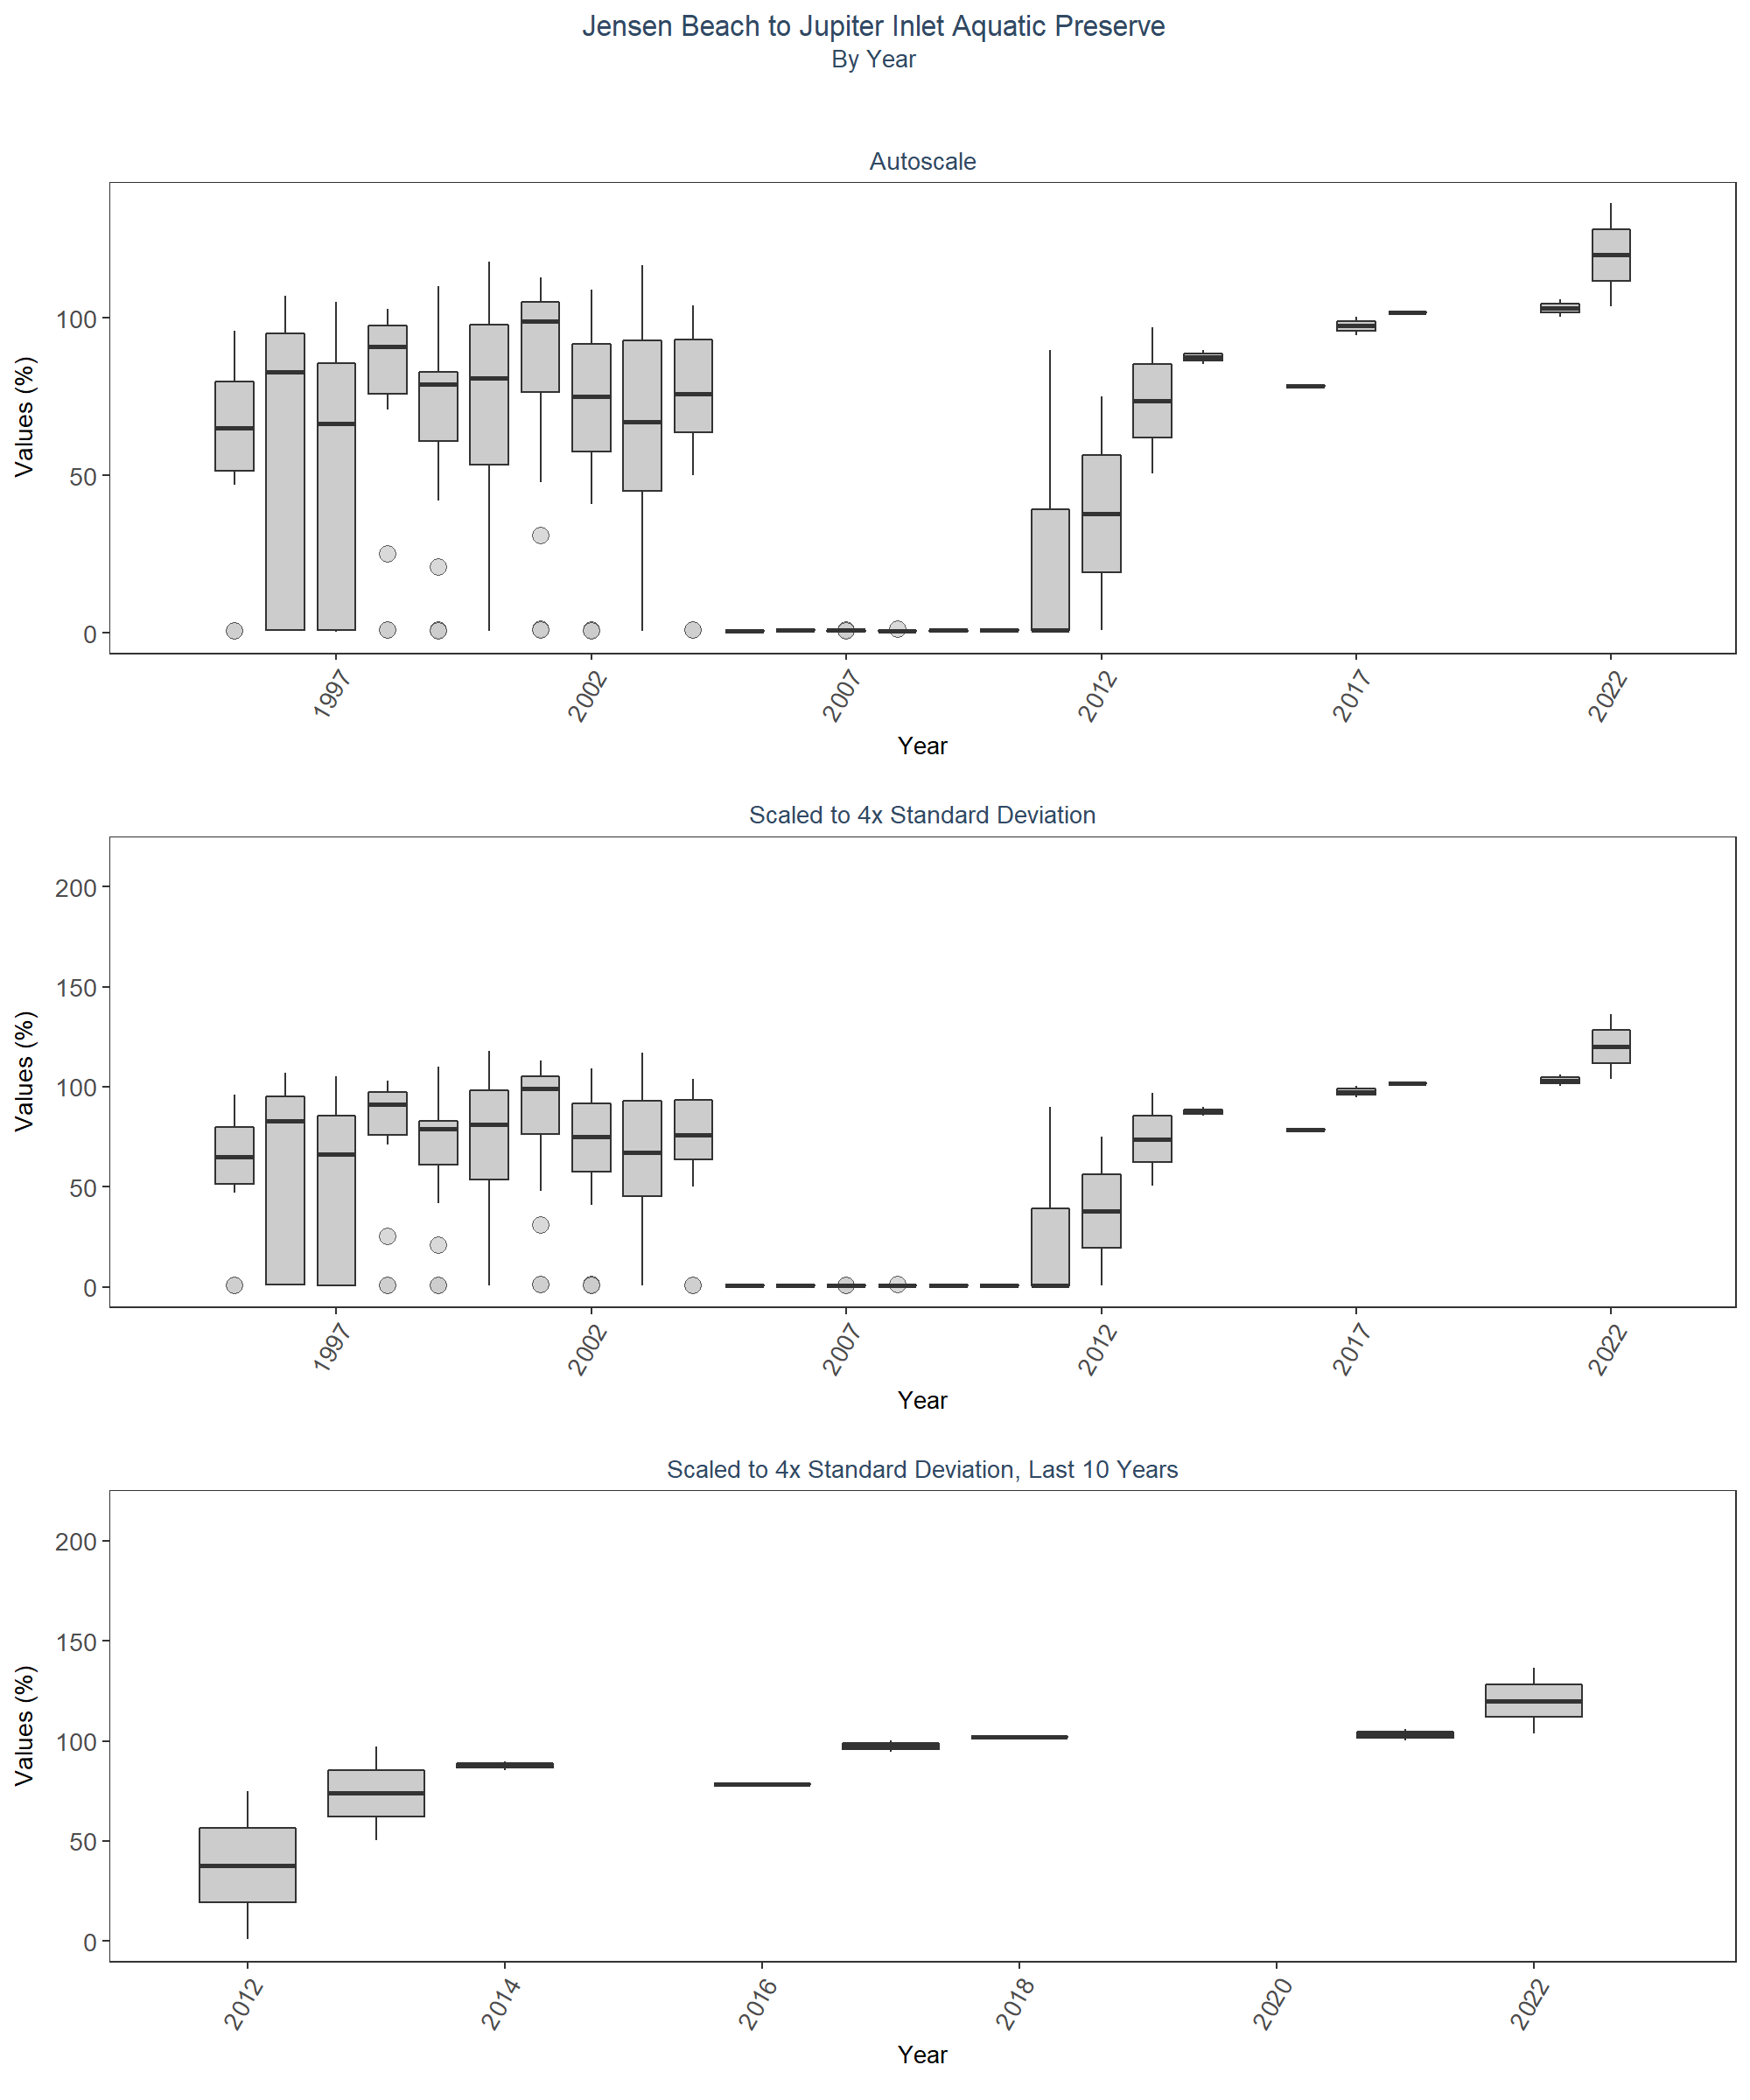 Jensen Beach to Jupiter Inlet Aquatic Preserve
By Year
Autoscale
Values (%)
100
50
0
1997 2002 2007 2012 2017 2022
Year
Scaled to 4x Standard Deviation
Values (%)
200
150
100
50
0
1997 2002 2007 2012 2017 2022
Year
Scaled to 4x Standard Deviation, Last 10 Years
Values (%)
200
150
100
50
0
2012 2014 2016 2018 2020 2022
Year